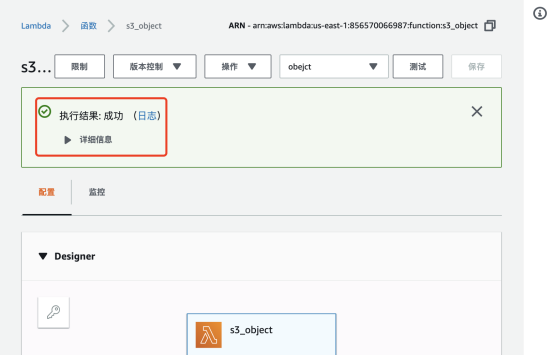 Lambda 函数 s3_object ARN - arn:aws:lambda:us-east-1:856570066987:function:s3_object
s3... 限制 版本控制 操作 obejct 测试 保存
执行结果: 成功 （日志）
详细信息
配置 监控
Designer
s3_object